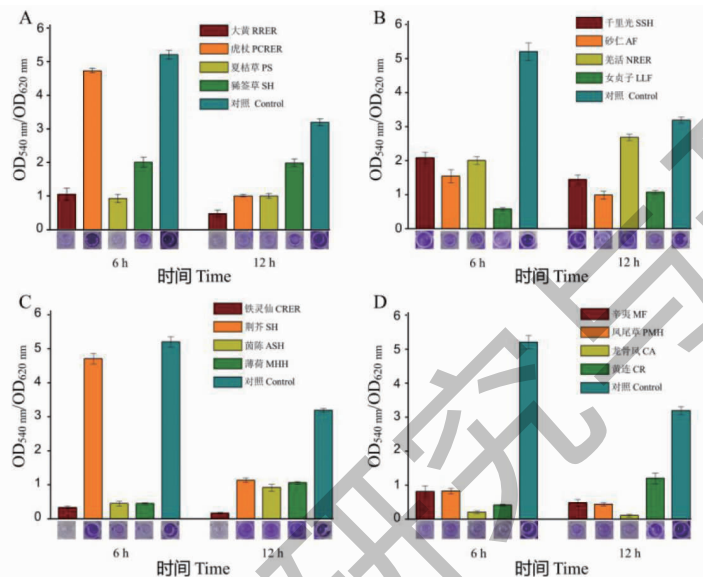 A
大黄 RRER
虎杖 PCRER
夏枯草 PS
豨莶草 SH
对照 Control
OD540 nm/OD620 nm
6
5
4
3
2
1
0
6 h
12 h
时间 Time
B
千里光 SSH
砂仁 AF
羌活 NRER
女贞子 LLF
对照 Control
OD540 nm/OD620 nm
6
5
4
3
2
1
0
6 h
12 h
时间 Time
C
铁灵仙 CRER
荆芥 SH
茵陈 ASH
薄荷 MHH
对照 Control
OD540 nm/OD620 nm
6
5
4
3
2
1
0
6 h
12 h
时间 Time
D
辛夷 MF
凤尾草 PMH
龙骨风 CA
黄连 CR
对照 Control
OD540 nm/OD620 nm
6
5
4
3
2
1
0
6 h
12 h
时间 Time
研究与